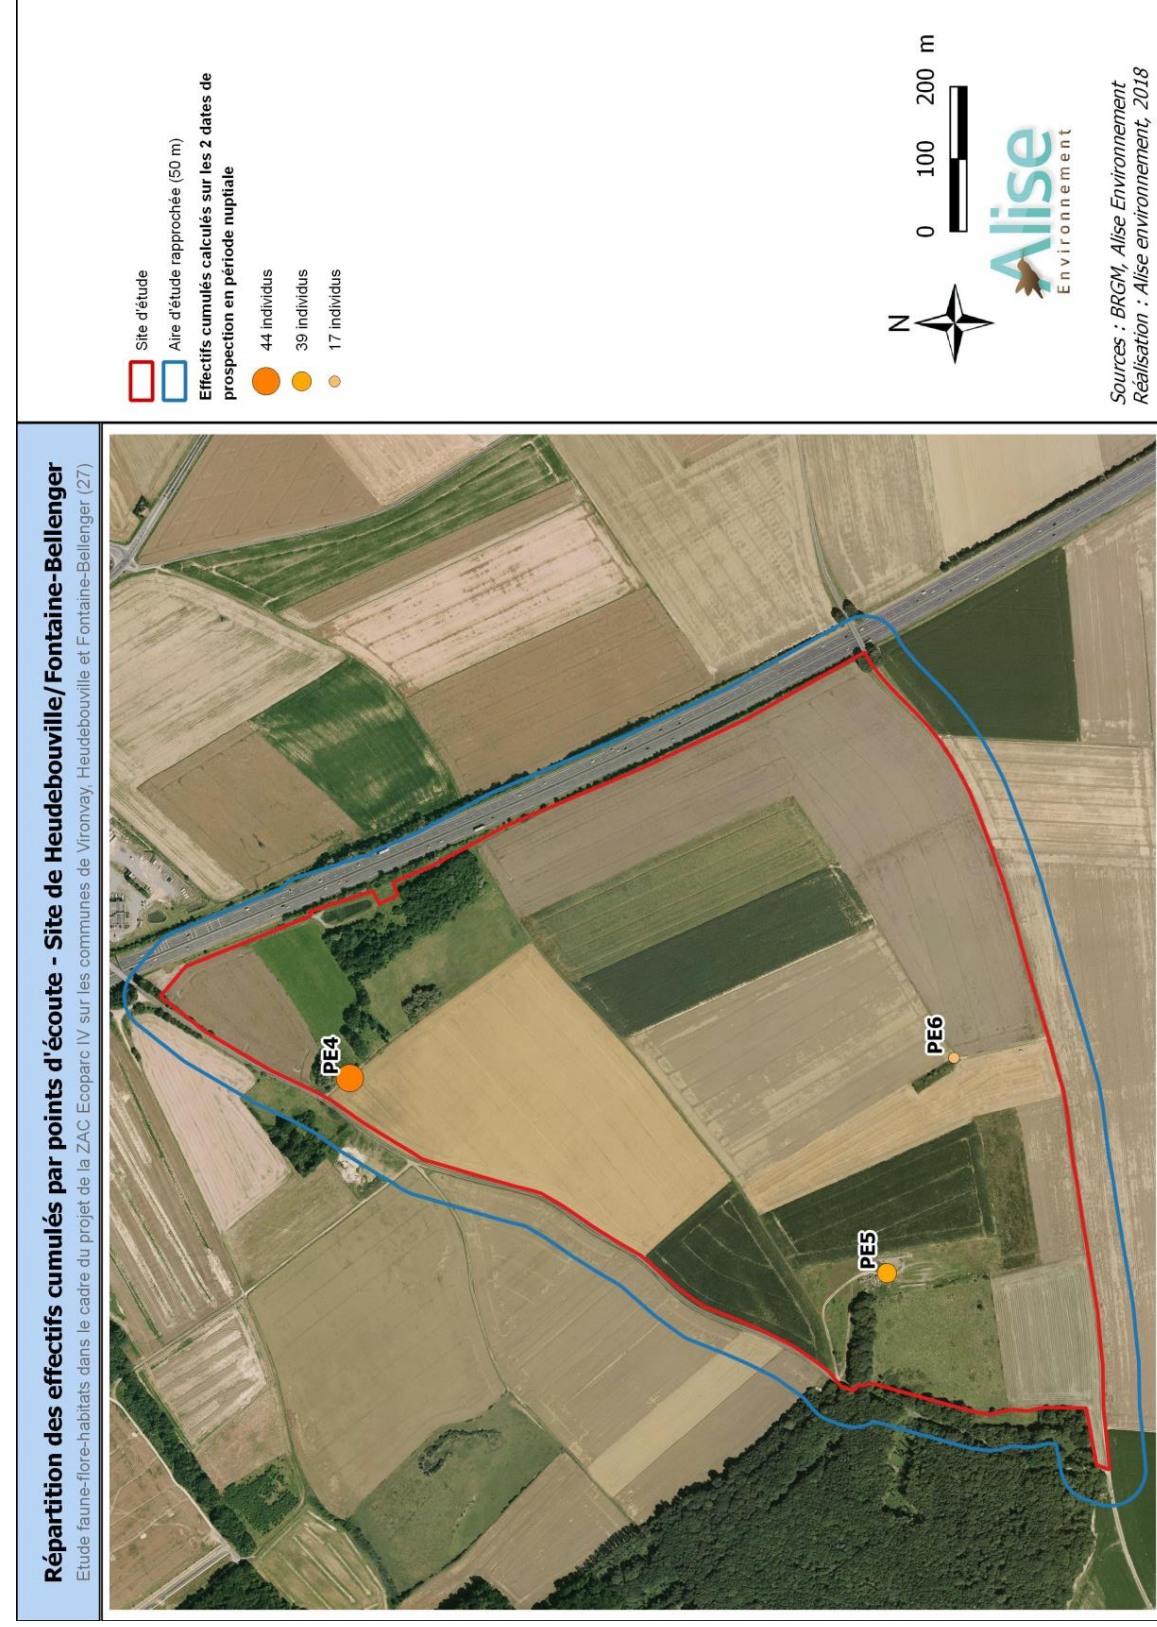 Répartition des effectifs cumulés par points d'écoute - Site de Heudebouville/Fontaine-Bellenger
Etude faune-flore-habitats dans le cadre du projet de la ZAC Ecoparc IV sur les communes de Vironvay, Heudebouville et Fontaine-Bellenger (27)
PE4
PE5
PE6
Site d'étude
Aire d'étude rapprochée (50 m)
Effectifs cumulés calculés sur les 2 dates de
prospection en période nuptiale
44 individus
39 individus
17 individus
N
0 100 200 m
Alise
Environnement
Sources : BRGM, Alise Environnement
Réalisation : Alise environnement, 2018